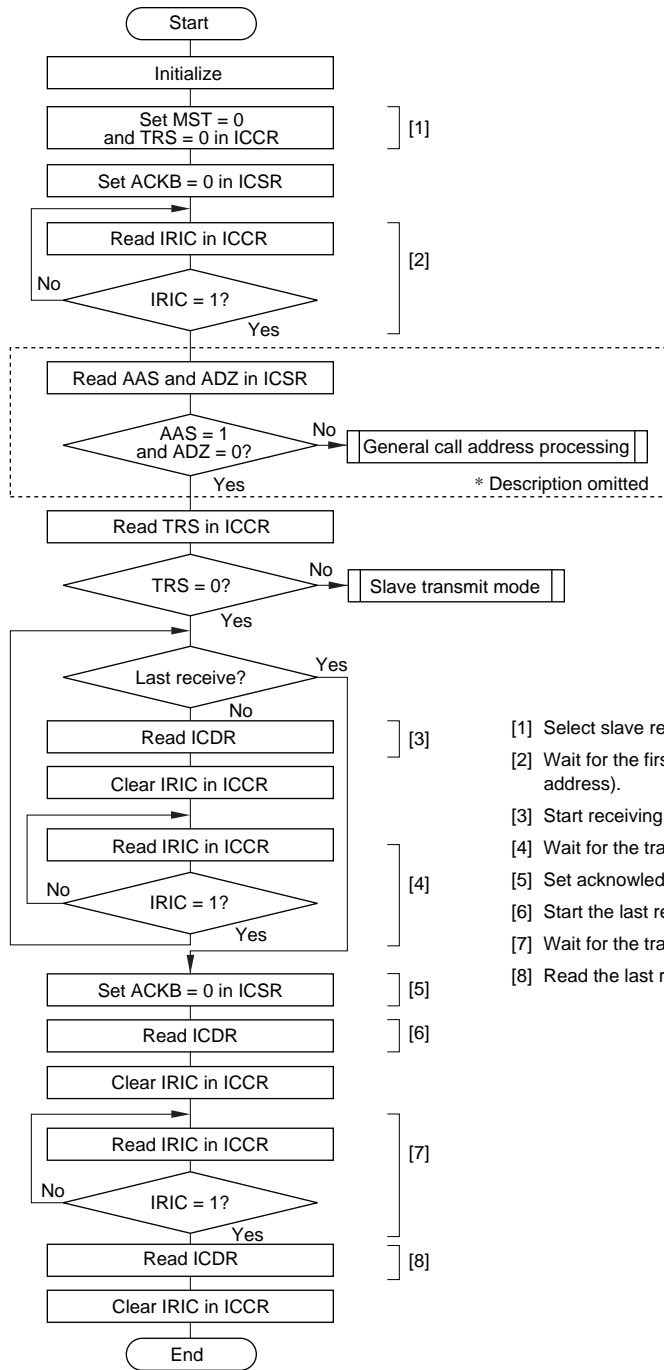 Start
Initialize
Set MST = 0
and TRS = 0 in ICCR
[1]
Set ACKB = 0 in ICSR
Read IRIC in ICCR
[2]
No
IRIC = 1?
Yes
Read AAS and ADZ in ICSR
AAS = 1
and ADZ = 0?
No
General call address processing
Yes
* Description omitted
Read TRS in ICCR
TRS = 0?
No
Slave transmit mode
Yes
Last receive?
Yes
No
Read ICDR
[3]
Clear IRIC in ICCR
Read IRIC in ICCR
[4]
No
IRIC = 1?
Yes
Set ACKB = 0 in ICSR
[5]
Read ICDR
[6]
Clear IRIC in ICCR
Read IRIC in ICCR
[7]
No
IRIC = 1?
Yes
Read ICDR
[8]
Clear IRIC in ICCR
End
[1] Select slave re
[2] Wait for the firs
address).
[3] Start receiving
[4] Wait for the tra
[5] Set acknowled
[6] Start the last re
[7] Wait for the tra
[8] Read the last r